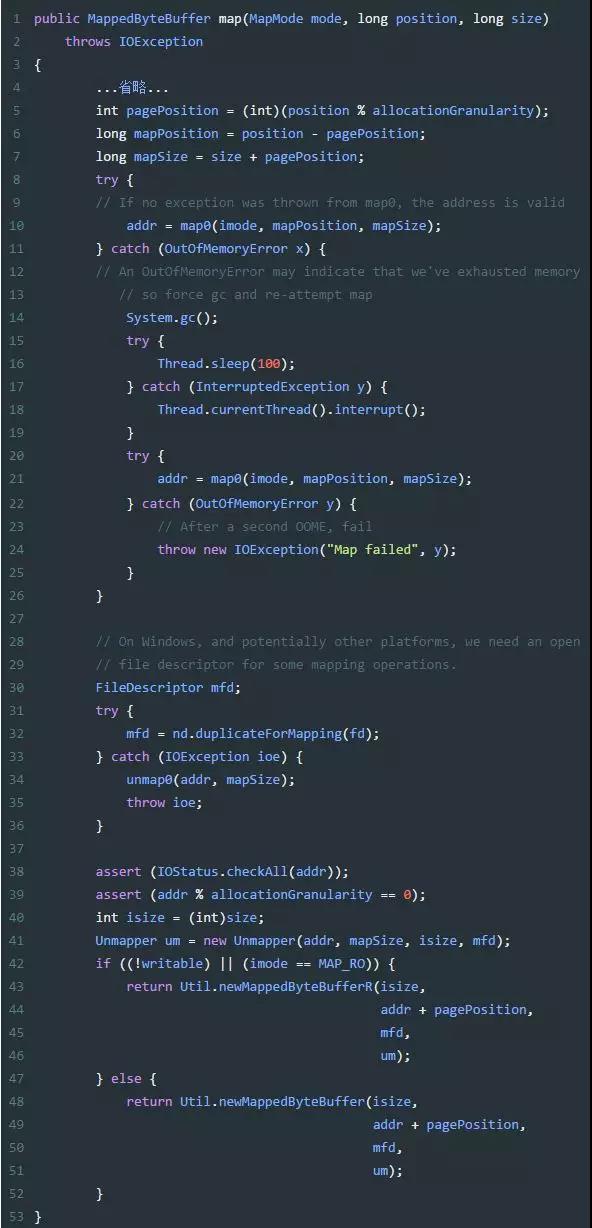 1 public MappedByteBuffer map(MapMode mode, long position, long size)
2     throws IOException
3 {
4         ...省略...
5         int pagePosition = (int)(position % allocationGranularity);
6         long mapPosition = position - pagePosition;
7         long mapSize = size + pagePosition;
8         try {
9         // If no exception was thrown from map0, the address is valid
10             addr = map0(imode, mapPosition, mapSize);
11         } catch (OutOfMemoryError x) {
12         // An OutOfMemoryError may indicate that we've exhausted memory
13            // so force gc and re-attempt map
14             System.gc();
15             try {
16                 Thread.sleep(100);
17             } catch (InterruptedException y) {
18                 Thread.currentThread().interrupt();
19             }
20             try {
21                 addr = map0(imode, mapPosition, mapSize);
22             } catch (OutOfMemoryError y) {
23                 // After a second OOME, fail
24                 throw new IOException("Map failed", y);
25             }
26         }
27
28         // On Windows, and potentially other platforms, we need an open
29         // file descriptor for some mapping operations.
30         FileDescriptor mfd;
31         try {
32             mfd = nd.duplicateForMapping(fd);
33         } catch (IOException ioe) {
34             unmap0(addr, mapSize);
35             throw ioe;
36         }
37
38         assert (IOStatus.checkAll(addr));
39         assert (addr % allocationGranularity == 0);
40         int isize = (int)size;
41         Unmapper um = new Unmapper(addr, mapSize, isize, mfd);
42         if ((!writable) || (imode == MAP_RO)) {
43             return Util.newMappedByteBufferR(isize,
44                                              addr + pagePosition,
45                                              mfd,
46                                              um);
47         } else {
48             return Util.newMappedByteBuffer(isize,
49                                             addr + pagePosition,
50                                             mfd,
51                                             um);
52         }
53 }